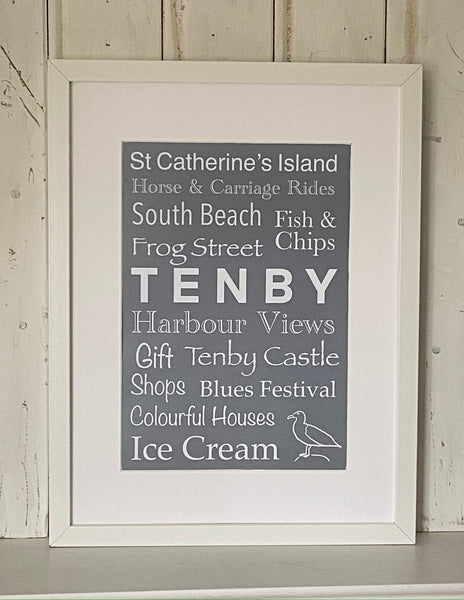 St Catherine's Island
Horse & Carriage Rides
South Beach
Fish &
Chips
Frog Street
TENBY
Harbour Views
Gift
Shops
Tenby Castle
Blues Festival
Colourful Houses
Ice Cream